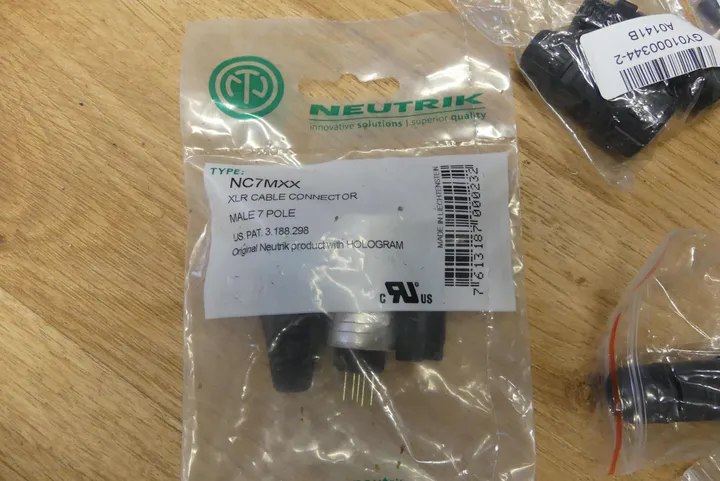 NEUTRIK
innovative solutions | superior quality
TYPE:
NC7MXX
XLR CABLE CONNECTOR
MALE 7 POLE
US. PAT. 3.188.298
Original Neutrik product with HOLOGRAM
MADE IN LIECHTENSTEIN
7 613187 000232
C RU® US
GY01000344-2
A0141B